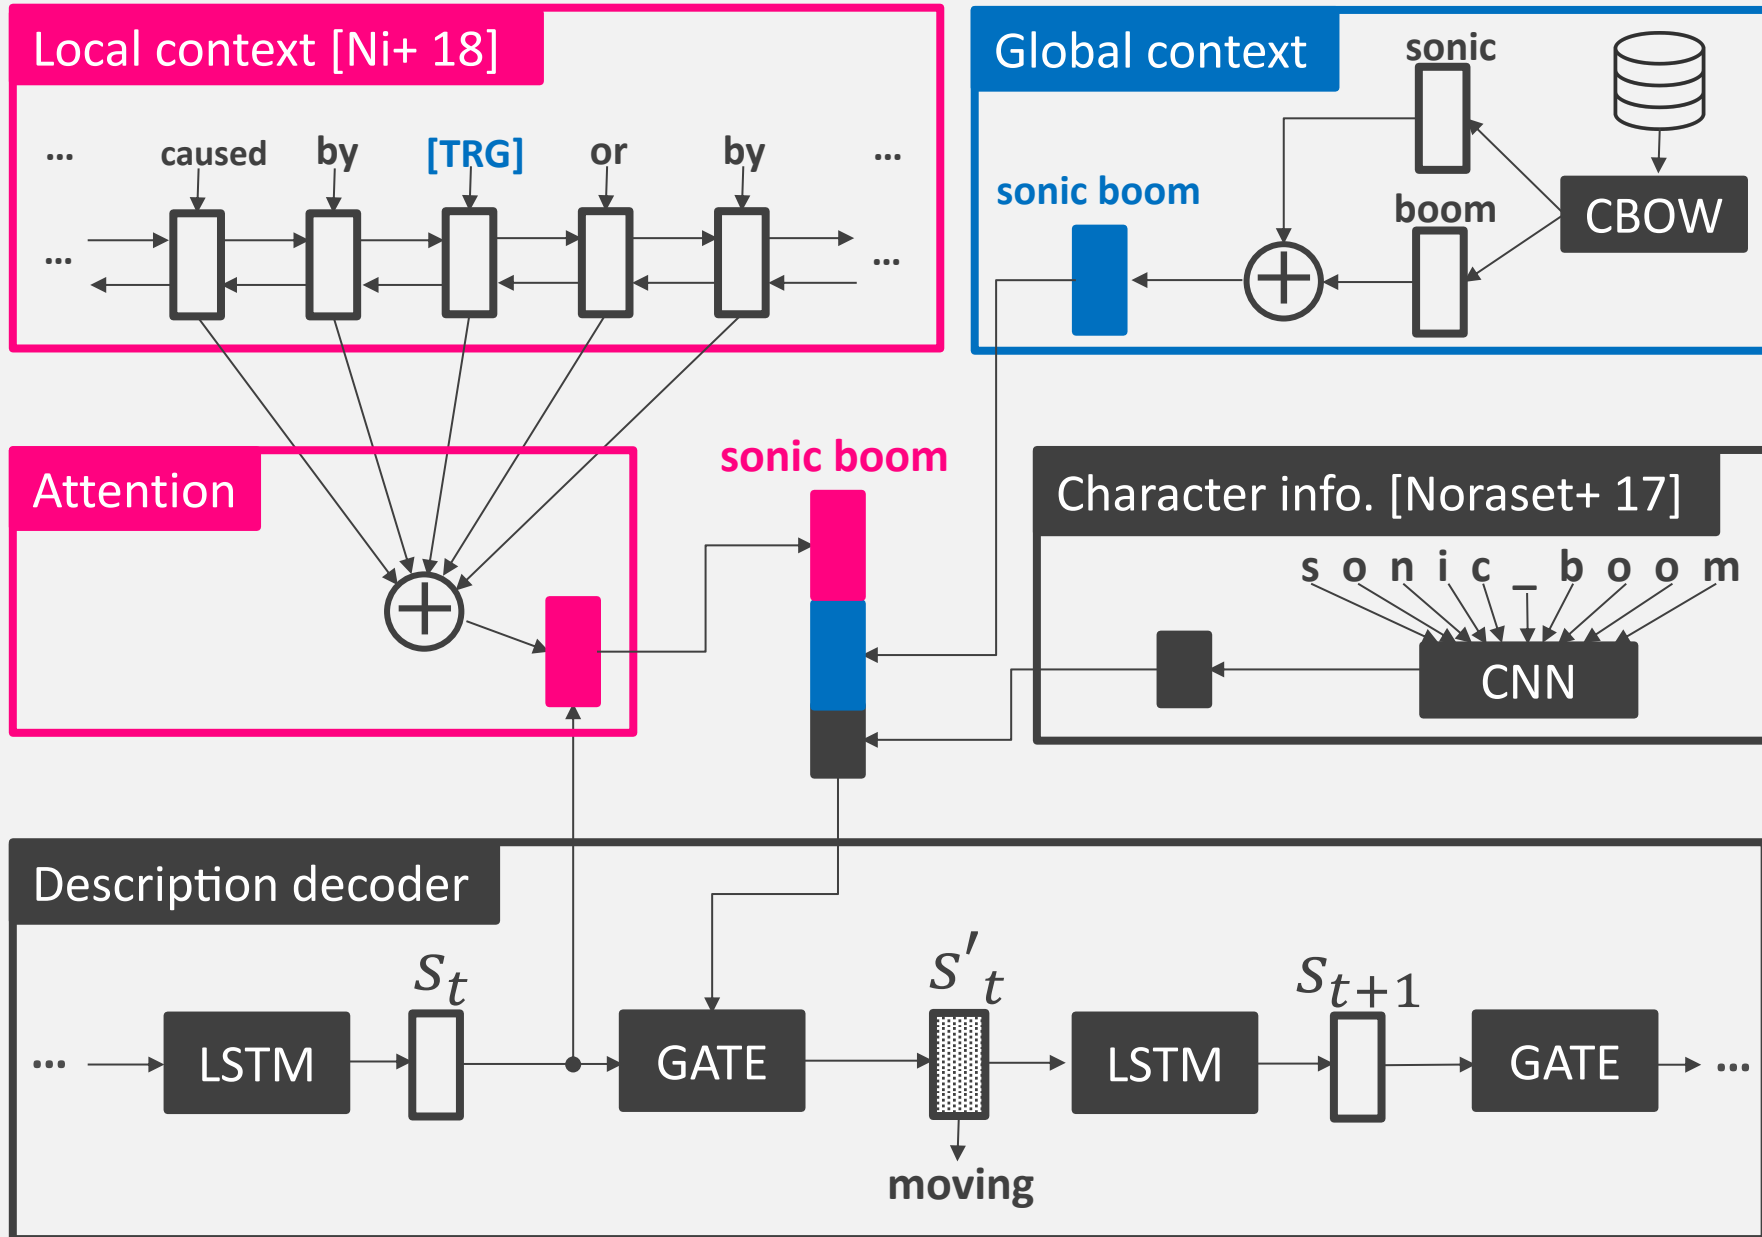 Local context [Ni+ 18]
... caused by [TRG] or by ...
... ...
Global context
sonic
sonic boom
boom
CBOW
Attention
sonic boom
Character info. [Noraset+ 17]
s o n i c _ b o o m
CNN
Description decoder
s_t s'_t s_{t+1}
... LSTM GATE LSTM GATE ...
moving